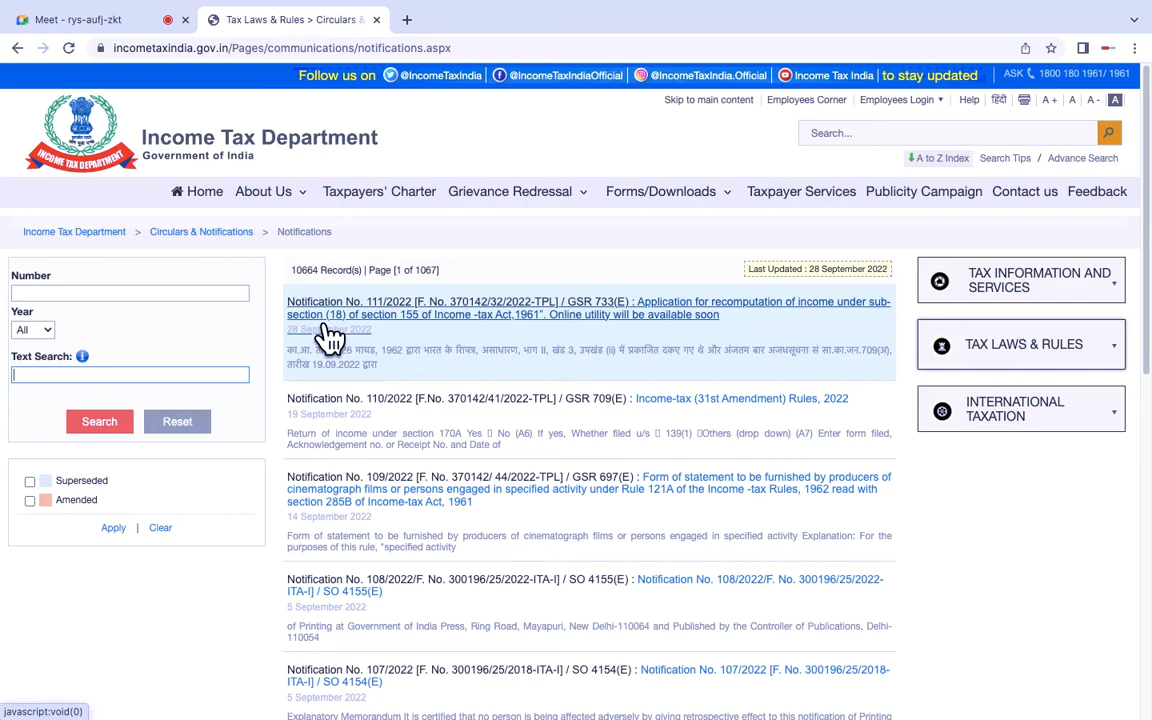 Meet - rys-aufj-zkt
Tax Laws & Rules > Circulars &
incometaxindia.gov.in/Pages/communications/notifications.aspx
Follow us on @IncomeTaxIndia | @IncomeTaxIndiaOfficial | @IncomeTaxIndia.Official | Income Tax India | to stay updated
ASK 1800 180 1961/ 1961
Skip to main content Employees Corner Employees Login Help हिंदी A + A A - A
INCOME TAX DEPARTMENT
Income Tax Department
Government of India
Search...
A to Z Index Search Tips / Advance Search
Home About Us Taxpayers' Charter Grievance Redressal Forms/Downloads Taxpayer Services Publicity Campaign Contact us Feedback
Income Tax Department > Circulars & Notifications > Notifications
Number
Year
All
Text Search:
Search Reset
Superseded
Amended
Apply | Clear
10664 Record(s) | Page [1 of 1067]
Last Updated : 28 September 2022
Notification No. 111/2022 [F. No. 370142/32/2022-TPL] / GSR 733(E) : Application for recomputation of income under sub-
section (18) of section 155 of Income -tax Act,1961”. Online utility will be available soon
28 September 2022
का.आ. 26 माचड, 1962 द्वारा भारत के रािपत्र, असाधारण, भाग II, खंड 3, उपखंड (ii) में प्रकाजित दकए गए थे और अंजतम बार अजधसूचना सं सा.का.जन.709(अ),
तारीख 19.09.2022 द्वारा
Notification No. 110/2022 [F.No. 370142/41/2022-TPL] / GSR 709(E) : Income-tax (31st Amendment) Rules, 2022
19 September 2022
Return of income under section 170A Yes No (A6) If yes, Whether filed u/s 139(1) Others (drop down) (A7) Enter form filed,
Acknowledgement no. or Receipt No. and Date of
Notification No. 109/2022 [F. No. 370142/ 44/2022-TPL] / GSR 697(E) : Form of statement to be furnished by producers of
cinematograph films or persons engaged in specified activity under Rule 121A of the Income -tax Rules, 1962 read with
section 285B of Income-tax Act, 1961
14 September 2022
Form of statement to be furnished by producers of cinematograph films or persons engaged in specified activity Explanation: For the
purposes of this rule, "specified activity
Notification No. 108/2022/F. No. 300196/25/2022-ITA-I] / SO 4155(E) : Notification No. 108/2022/F. No. 300196/25/2022-
ITA-I] / SO 4155(E)
5 September 2022
of Printing at Government of India Press, Ring Road, Mayapuri, New Delhi-110064 and Published by the Controller of Publications, Delhi-
110054
Notification No. 107/2022 [F. No. 300196/25/2018-ITA-I] / SO 4154(E) : Notification No. 107/2022 [F. No. 300196/25/2018-
ITA-I] / SO 4154(E)
5 September 2022
Explanatory Memorandum It is certified that no person is being affected adversely by giving retrospective effect to this notification of Printing
TAX INFORMATION AND
SERVICES
TAX LAWS & RULES
INTERNATIONAL
TAXATION
javascript:void(0)